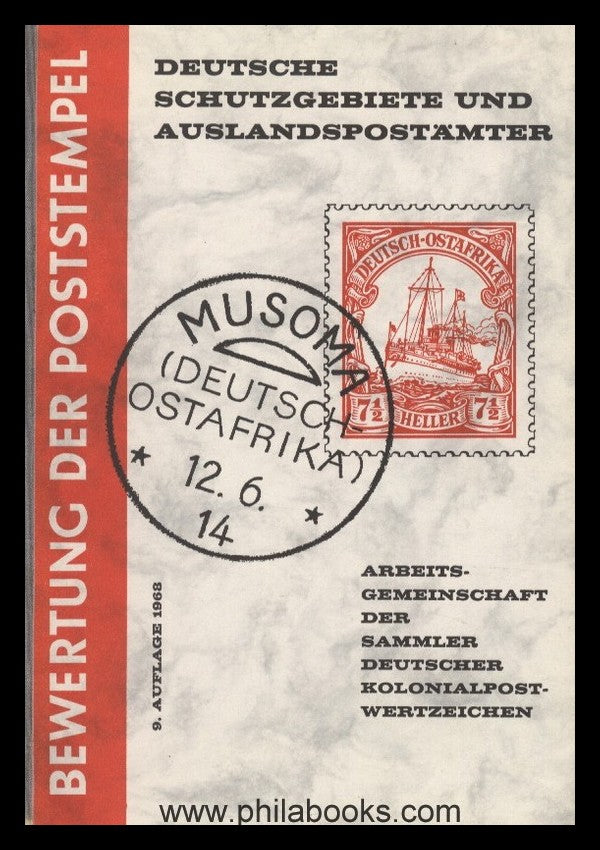 BEWERTUNG DER POSTSTEMPEL
DEUTSCHE
SCHUTZGEBIETE UND
AUSLANDSPOSTÄMTER
DEUTSCH-OSTAFRIKA
7½ HELLER 7½
MUSOMA
(DEUTSCH-
OSTAFRIKA)
* 12.6. *
14
9. AUFLAGE 1968
ARBEITS-
GEMEINSCHAFT
DER
SAMMLER
DEUTSCHER
KOLONIALPOST-
WERTZEICHEN
www.philabooks.com